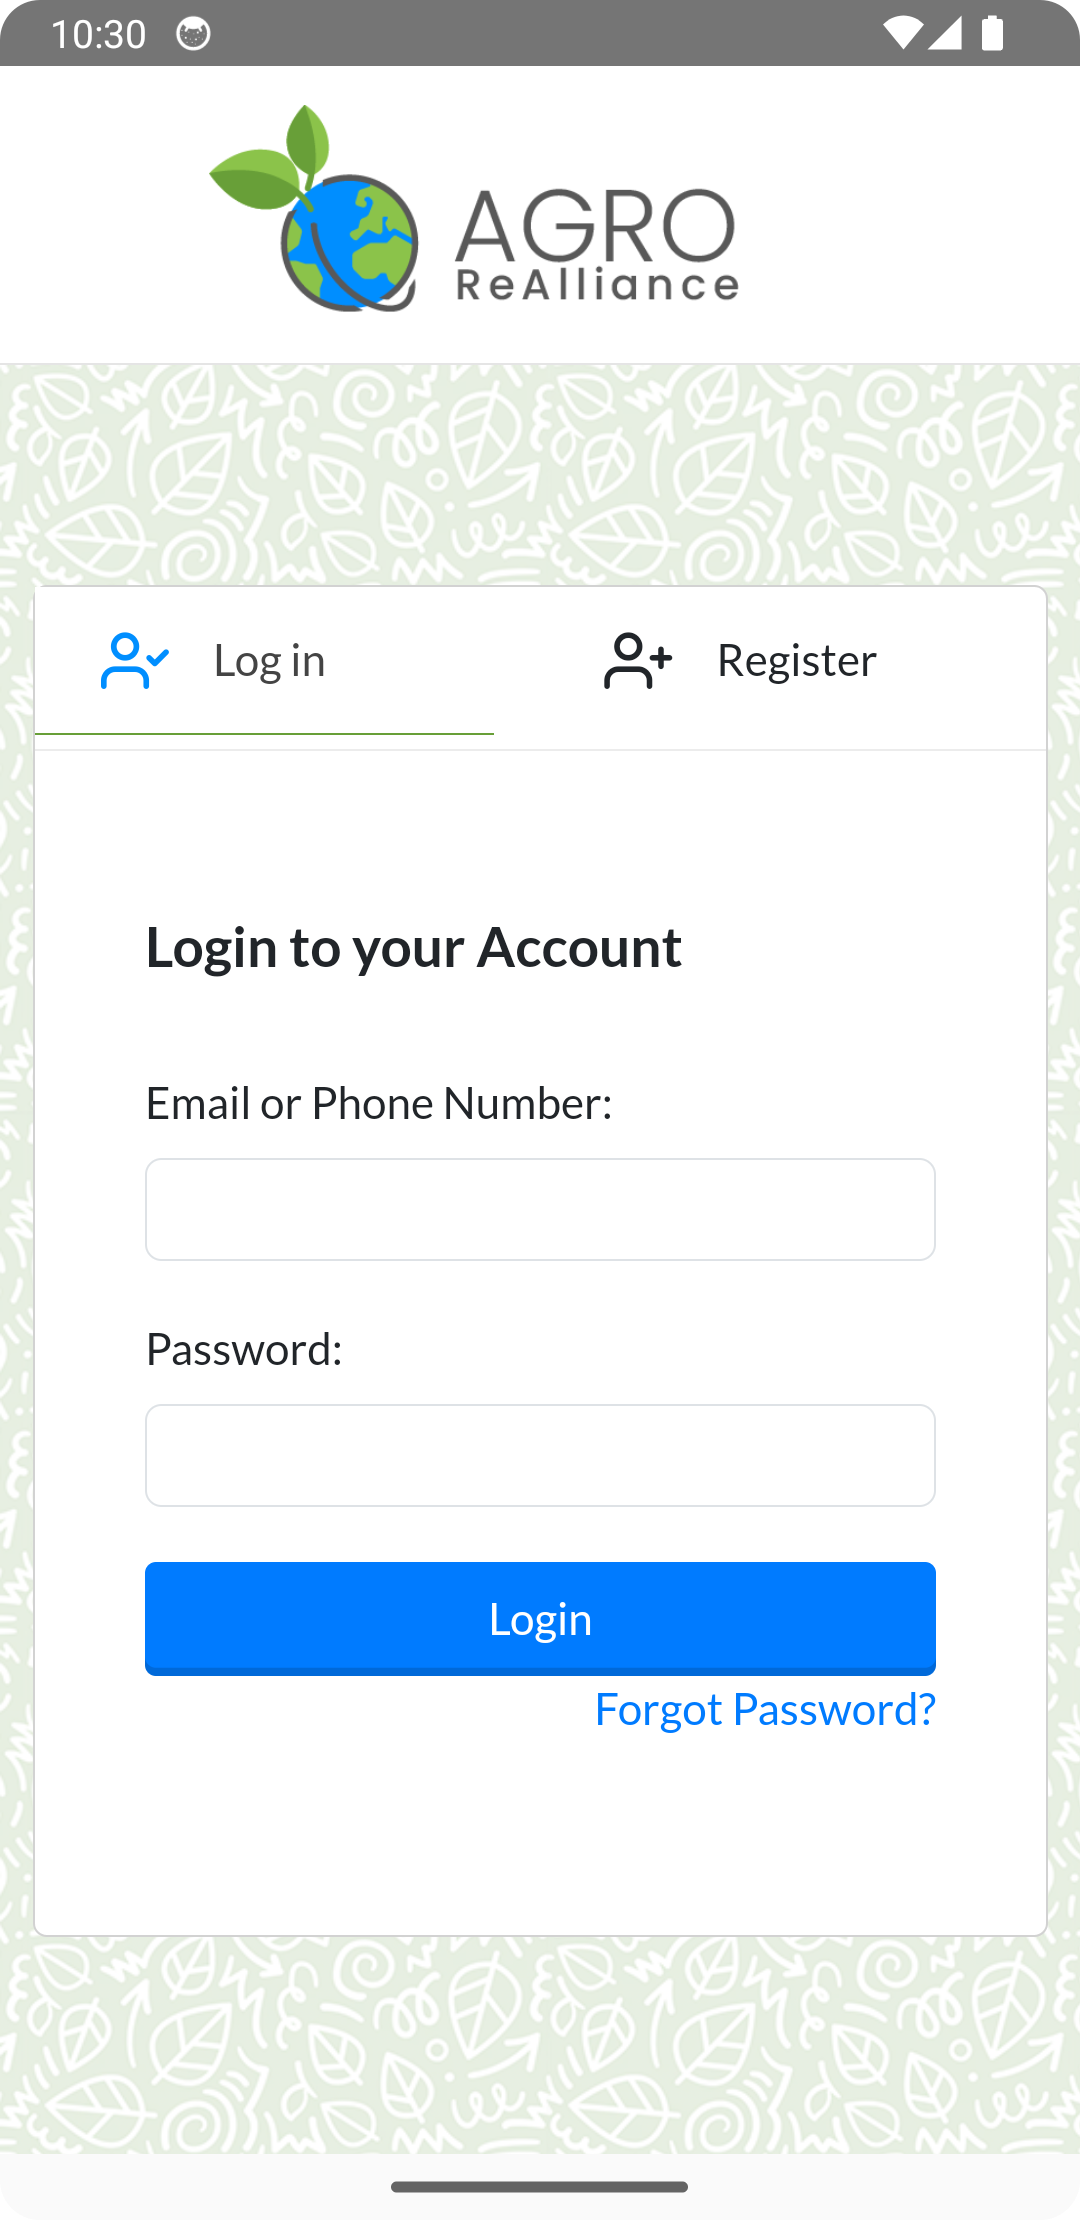 10:30
AGRO
ReAlliance
Log in
Register
Login to your Account
Email or Phone Number:
Password:
Login
Forgot Password?